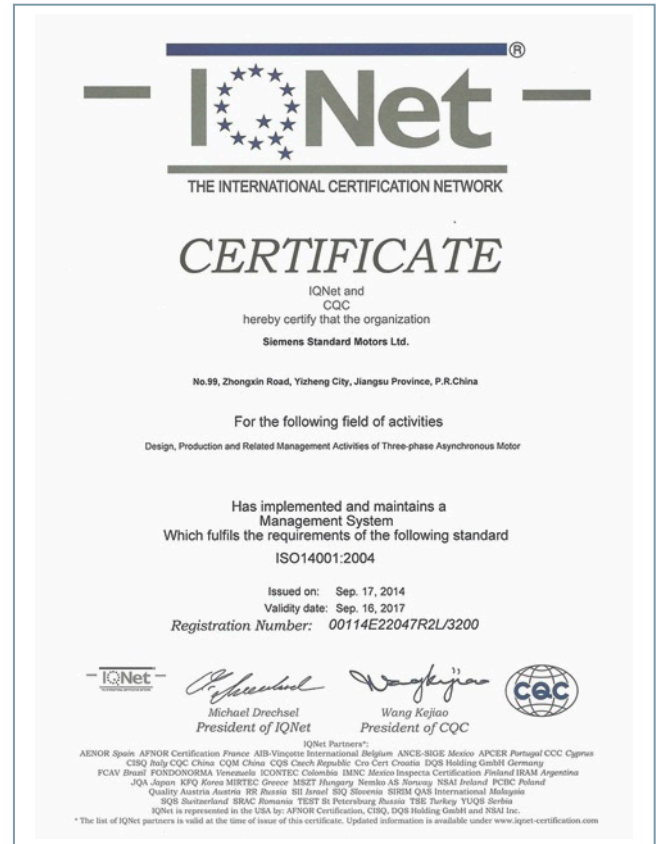 IQNet®
THE INTERNATIONAL CERTIFICATION NETWORK
CERTIFICATE
IQNet and
CQC
hereby certify that the organization
Siemens Standard Motors Ltd.
No.99, Zhongxin Road, Yizheng City, Jiangsu Province, P.R.China
For the following field of activities
Design, Production and Related Management Activities of Three-phase Asynchronous Motor
Has implemented and maintains a
Management System
Which fulfils the requirements of the following standard
ISO14001:2004
Issued on: Sep. 17, 2014
Validity date: Sep. 16, 2017
Registration Number: 00114E22047R2L/3200
IQNet
CQC
Michael Drechsel
Wang Kejiao
President of IQNet
President of CQC
IQNet Partners*:
AENOR Spain AFNOR Certification France AIB-Vinçotte International Belgium ANCE-SIGE Mexico APCER Portugal CCC Cyprus
CISQ Italy CQC China CQM China CQS Czech Republic Cro Cert Croatia DQS Holding GmbH Germany
FCAV Brazil FONDONORMA Venezuela ICONTEC Colombia IMNC Mexico Inspecta Certification Finland IRAM Argentina
JQA Japan KFQ Korea MIRTEC Greece MSZT Hungary Nemko AS Norway NSAI Ireland PCBC Poland
Quality Austria Austria RR Russia SII Israel SIQ Slovenia SIRIM QAS International Malaysia
SQS Switzerland SRAC Romania TEST St Petersburg Russia TSE Turkey YUQS Serbia
IQNet is represented in the USA by: AFNOR Certification, CISQ, DQS Holding GmbH and NSAI Inc.
* The list of IQNet partners is valid at the time of issue of this certificate. Updated information is available under www.iqnet-certification.com